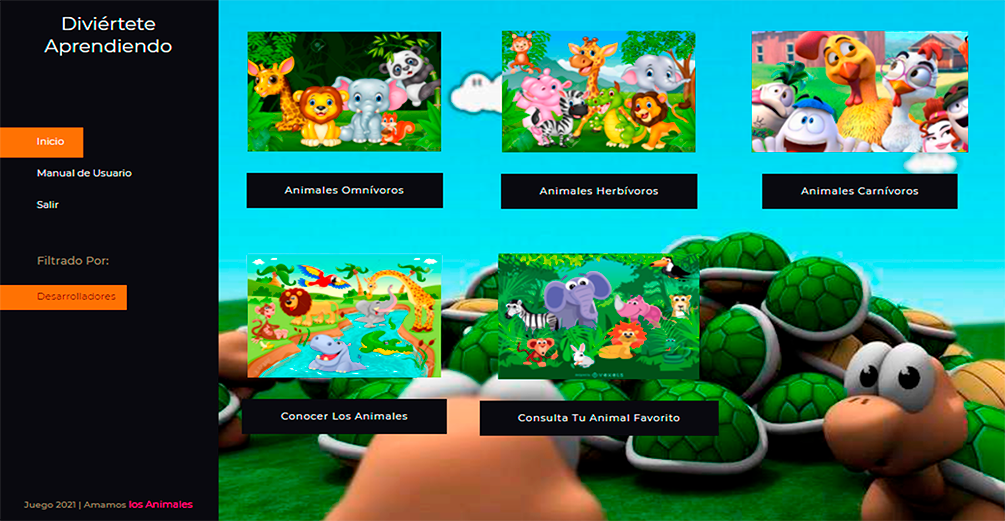 Diviértete
Aprendiendo
Inicio
Manual de Usuario
Salir
Filtrado Por:
Desarrolladores
Juego 2021 | Amamos los Animales
Animales Omnívoros
Animales Herbívoros
Animales Carnívoros
Conocer Los Animales
Consulta Tu Animal Favorito